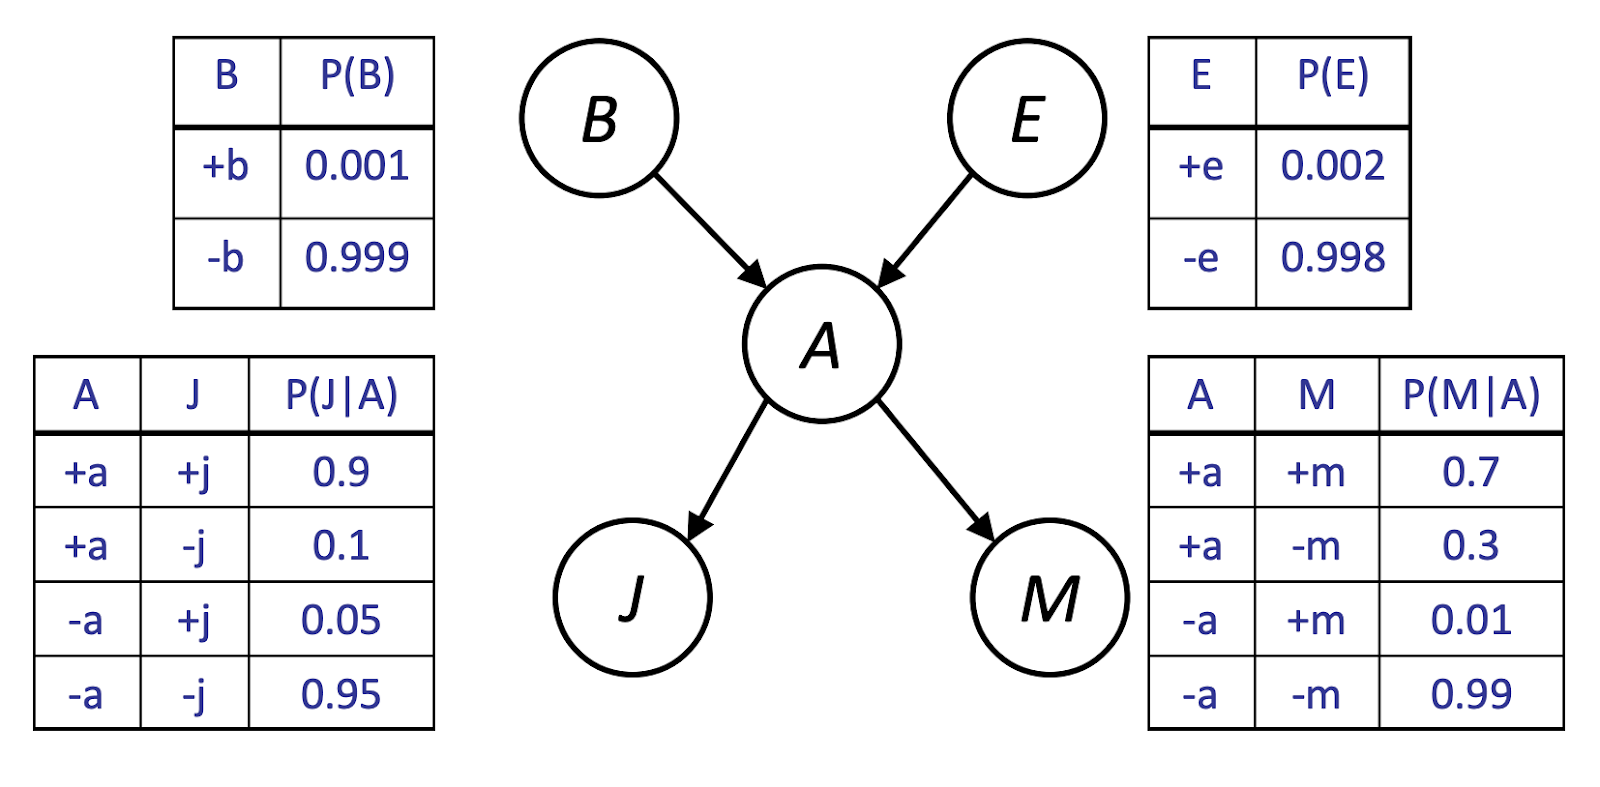 B P(B)
+b 0.001
-b 0.999
B
E
E P(E)
+e 0.002
-e 0.998
A
A J P(J|A)
+a +j 0.9
+a -j 0.1
-a +j 0.05
-a -j 0.95
J
M
A M P(M|A)
+a +m 0.7
+a -m 0.3
-a +m 0.01
-a -m 0.99